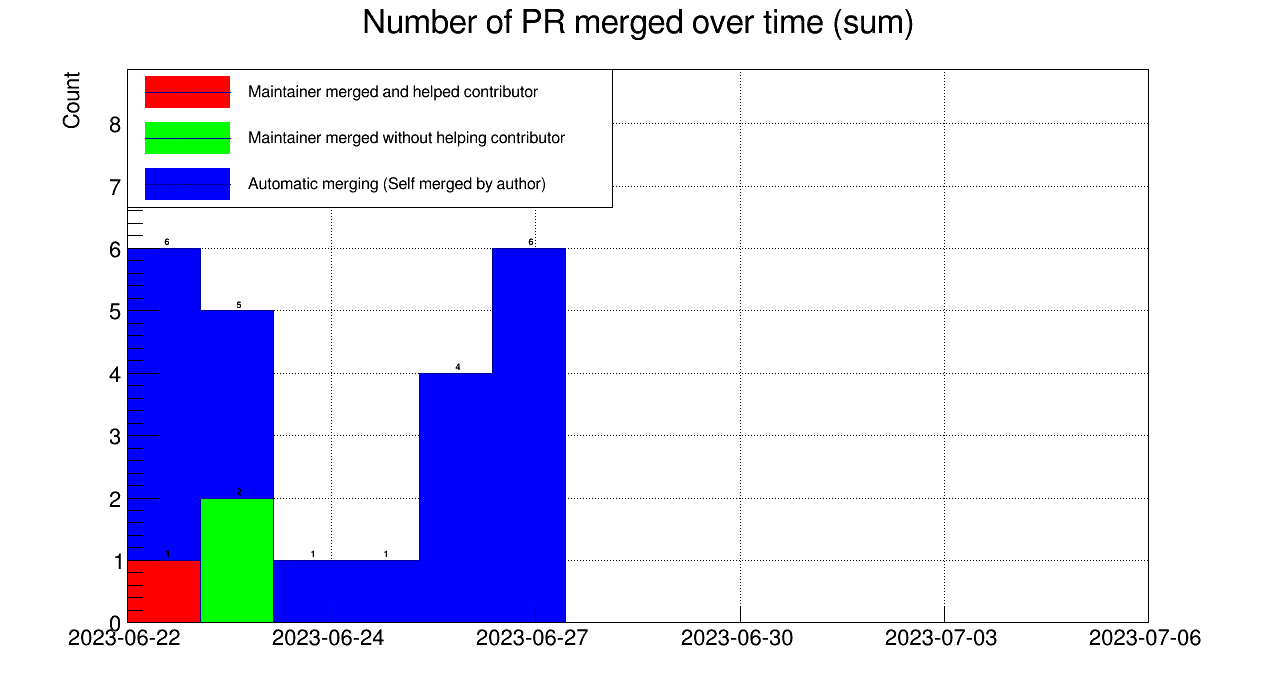 Number of PR merged over time (sum)
Count
Maintainer merged and helped contributor
Maintainer merged without helping contributor
Automatic merging (Self merged by author)
8
7
6
5
4
3
2
1
0
6
5
2
1
1
1
4
6
2023-06-22 2023-06-24 2023-06-27 2023-06-30 2023-07-03 2023-07-06